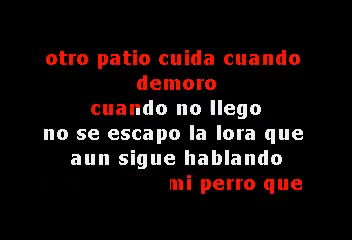 otro patio cuida cuando
demoro
cuando no llego
no se escapo la lora que
aun sigue hablando
mi perro que